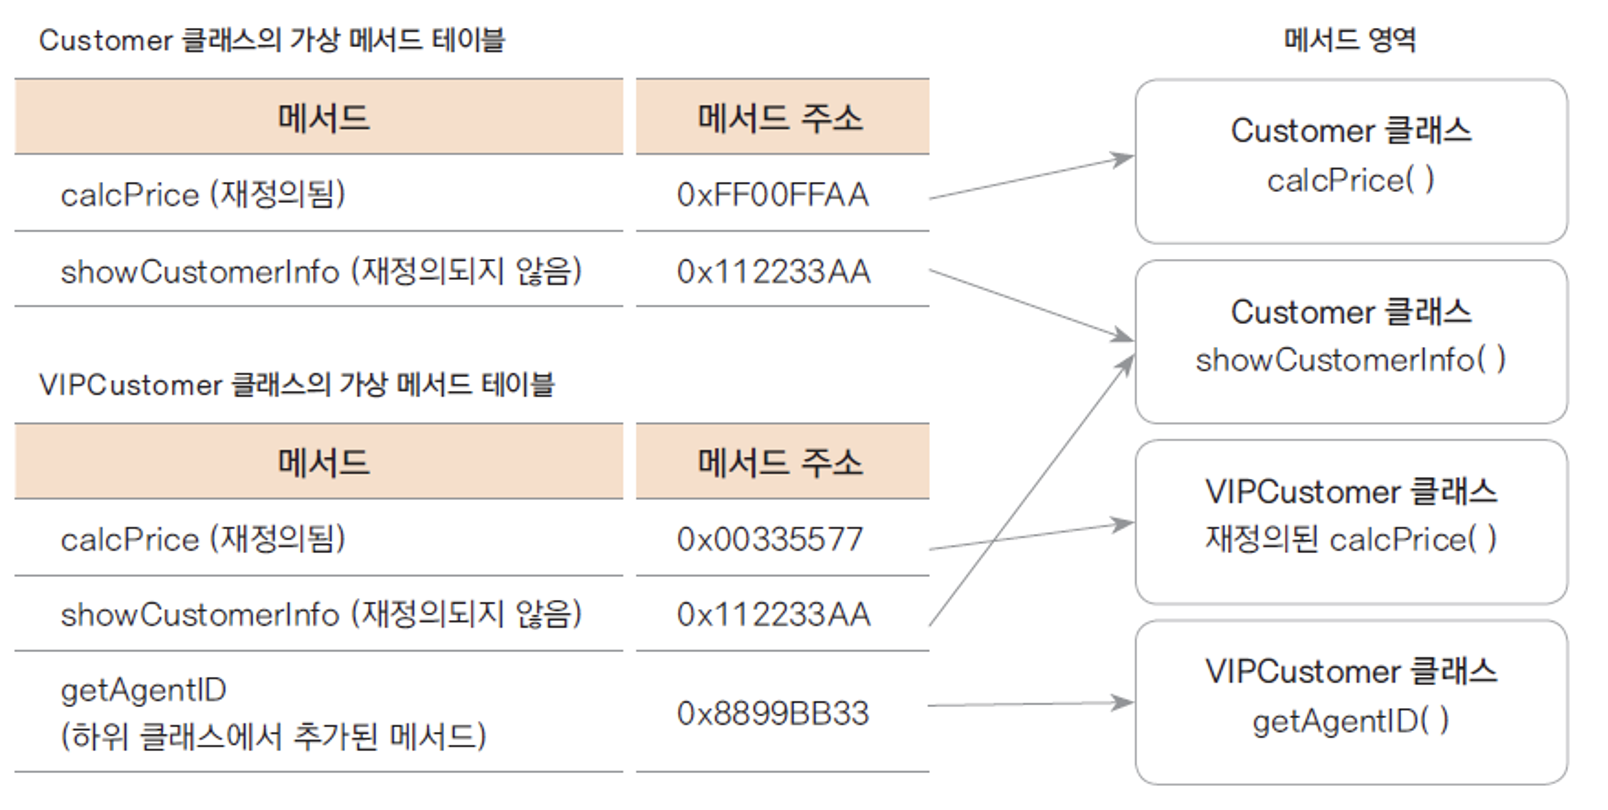 Customer 클래스의 가상 메서드 테이블
메서드 메서드 주소
calcPrice (재정의됨) 0xFF00FFAA
showCustomerInfo (재정의되지 않음) 0x112233AA
VIPCustomer 클래스의 가상 메서드 테이블
메서드 메서드 주소
calcPrice (재정의됨) 0x00335577
showCustomerInfo (재정의되지 않음) 0x112233AA
getAgentID
(하위 클래스에서 추가된 메서드) 0x8899BB33
메서드 영역
Customer 클래스
calcPrice( )
Customer 클래스
showCustomerInfo( )
VIPCustomer 클래스
재정의된 calcPrice( )
VIPCustomer 클래스
getAgentID( )